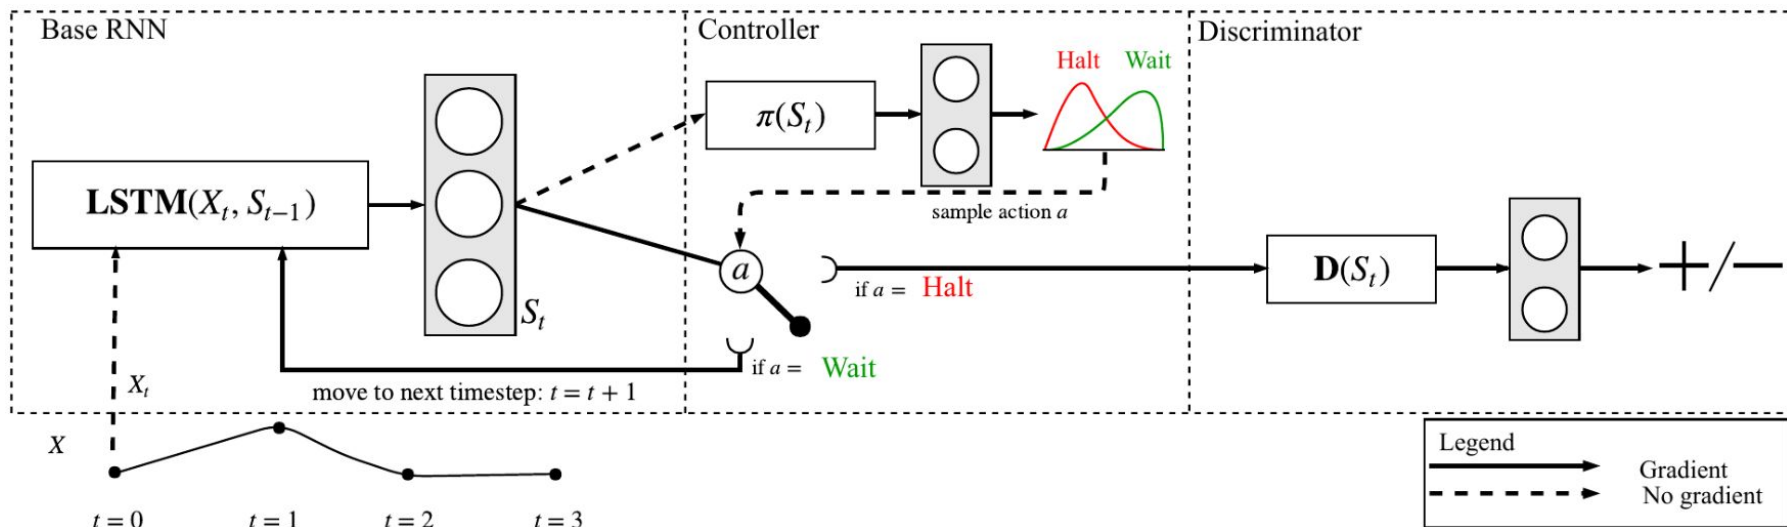 Base RNN
LSTM(X_t, S_{t−1})
S_t
X_t
move to next timestep: t = t + 1
Controller
π(S_t)
Halt Wait
sample action a
a
if a = Halt
if a = Wait
Discriminator
D(S_t)
+/−
X
t = 0 t = 1 t = 2 t = 3
Legend
Gradient
No gradient